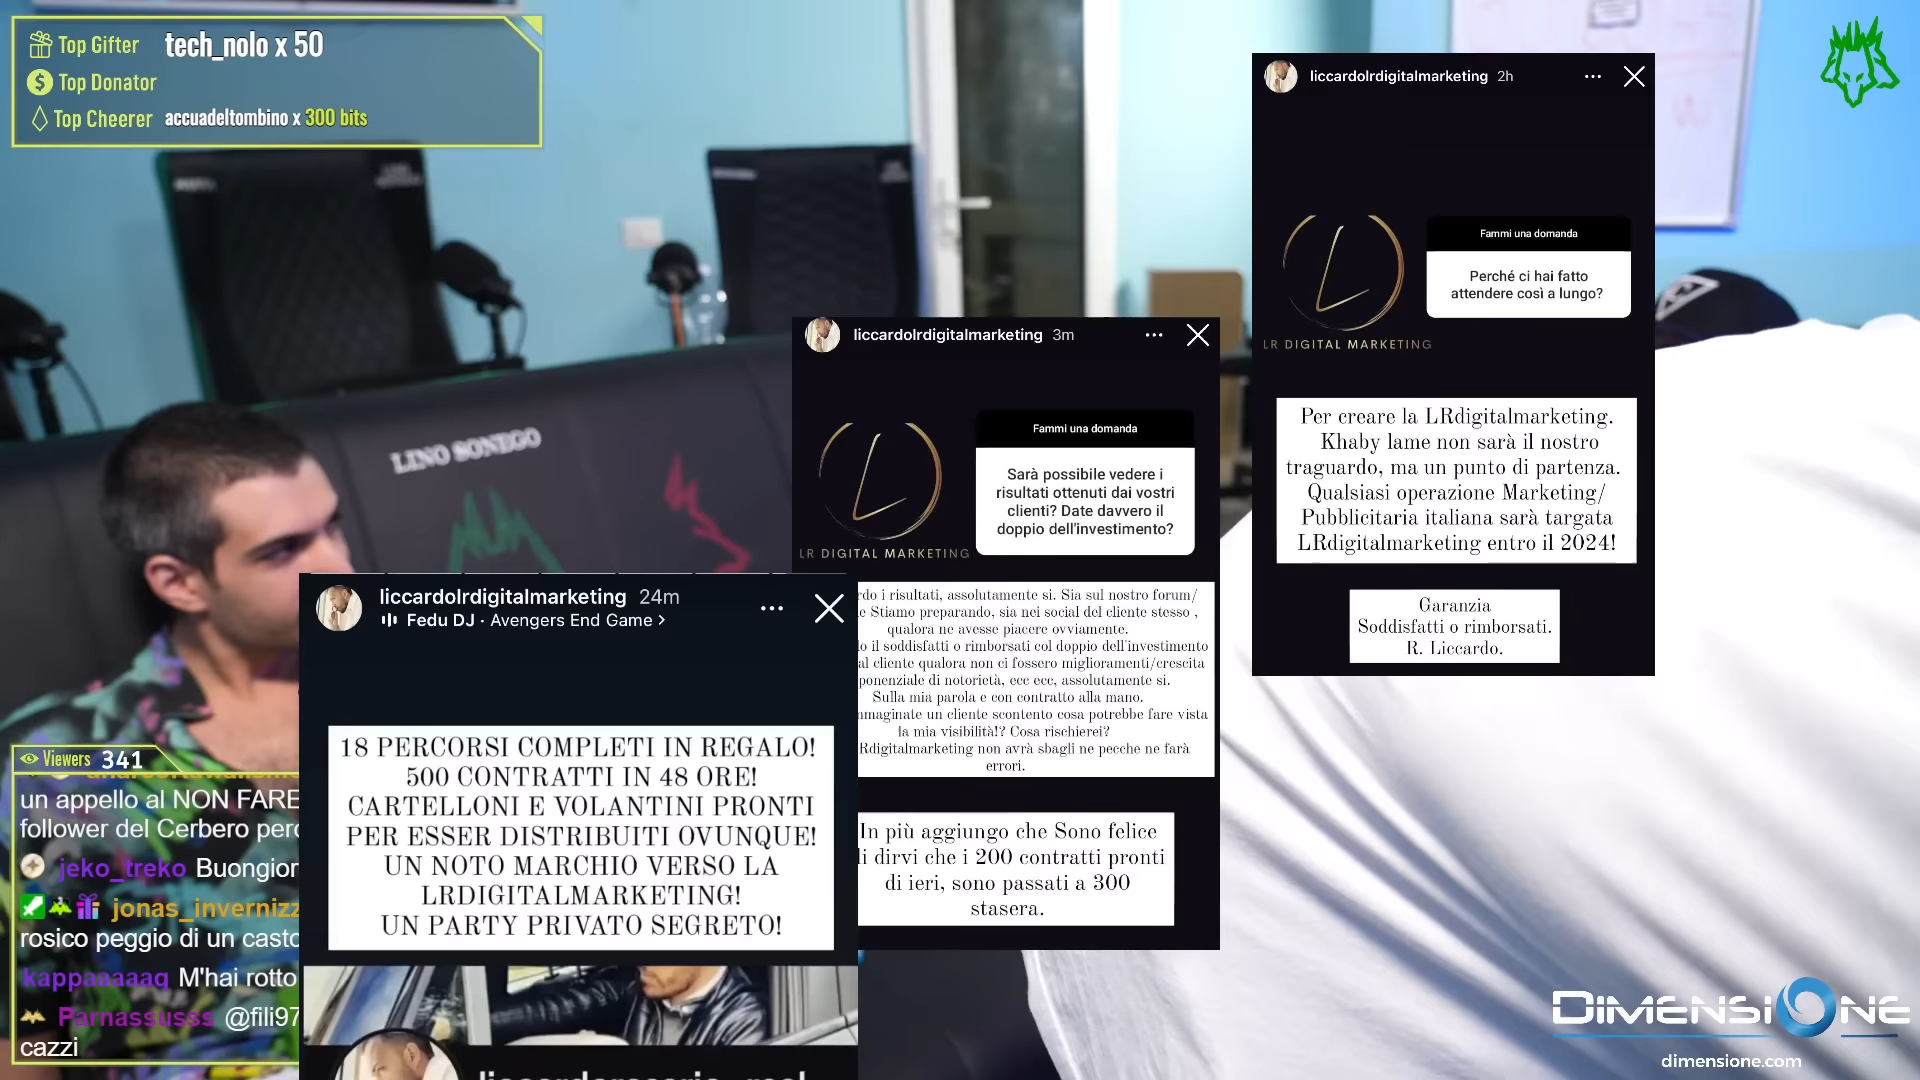 Top Gifter tech_nolo x 50
Top Donator
Top Cheerer accuadeltombino x 300 bits
LINO SONEGO
liccardolrdigitalmarketing 2h
Fammi una domanda
Perché ci hai fatto
attendere così a lungo?
LR DIGITAL MARKETING
Per creare la LRdigitalmarketing.
Khaby lame non sarà il nostro
traguardo, ma un punto di partenza.
Qualsiasi operazione Marketing/
Pubblicitaria italiana sarà targata
LRdigitalmarketing entro il 2024!
Garanzia
Soddisfatti o rimborsati.
R. Liccardo.
liccardolrdigitalmarketing 3m
Fammi una domanda
Sarà possibile vedere i
risultati ottenuti dai vostri
clienti? Date davvero il
doppio dell'investimento?
LR DIGITAL MARKETING
rdo i risultati, assolutamente si. Sia sul nostro forum/
e Stiamo preparando, sia nei social del cliente stesso ,
qualora ne avesse piacere ovviamente.
o il soddisfatti o rimborsati col doppio dell'investimento
al cliente qualora non ci fossero miglioramenti/crescita
ponenziale di notorietà, ecc ecc, assolutamente si.
Sulla mia parola e con contratto alla mano.
mmaginate un cliente scontento cosa potrebbe fare vista
la mia visibilità!? Cosa rischierei?
Rdigitalmarketing non avrà sbagli ne pecche ne farà
errori.
In più aggiungo che Sono felice
di dirvi che i 200 contratti pronti
di ieri, sono passati a 300
stasera.
liccardolrdigitalmarketing 24m
Fedu DJ · Avengers End Game >
18 PERCORSI COMPLETI IN REGALO!
500 CONTRATTI IN 48 ORE!
CARTELLONI E VOLANTINI PRONTI
PER ESSER DISTRIBUITI OVUNQUE!
UN NOTO MARCHIO VERSO LA
LRDIGITALMARKETING!
UN PARTY PRIVATO SEGRETO!
Viewers 341
un appello al NON FARE
follower del Cerbero perc
jeko_treko Buongior
jonas_invernizz
rosico peggio di un casto
kappaaaaaq M'hai rotto
Parnassusss @fili97
cazzi
DIMENSIONE
dimensione.com